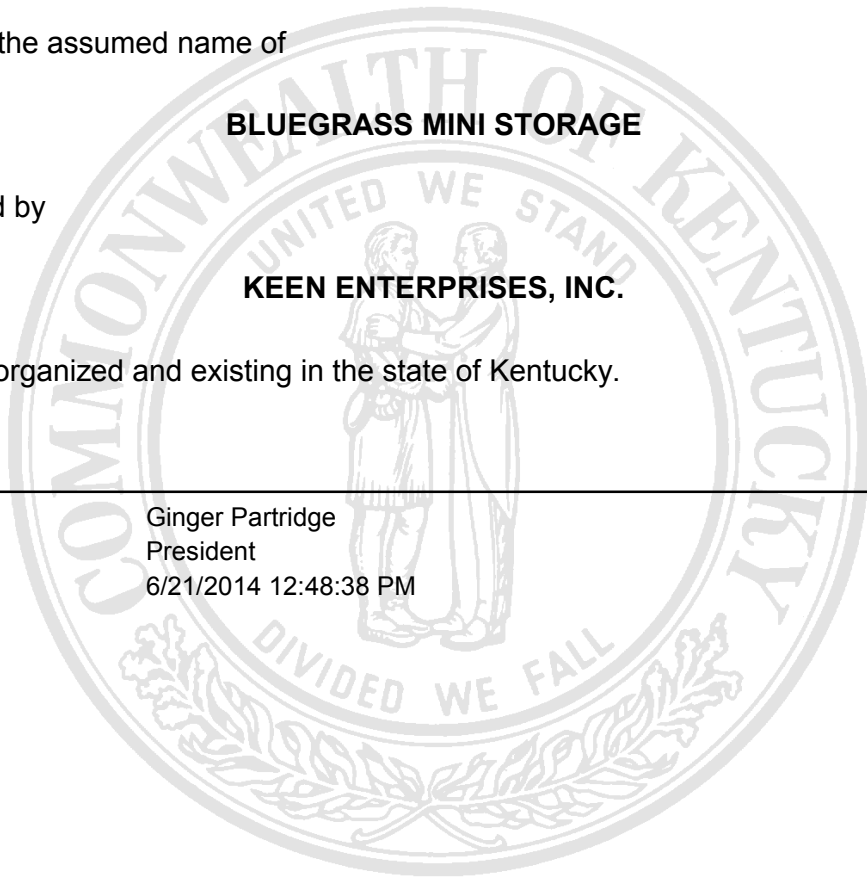 the assumed name of
BLUEGRASS MINI STORAGE
d by
KEEN ENTERPRISES, INC.
organized and existing in the state of Kentucky.
Ginger Partridge
President
6/21/2014 12:48:38 PM
COMMONWEALTH OF KENTUCKY
UNITED WE STAND
DIVIDED WE FALL